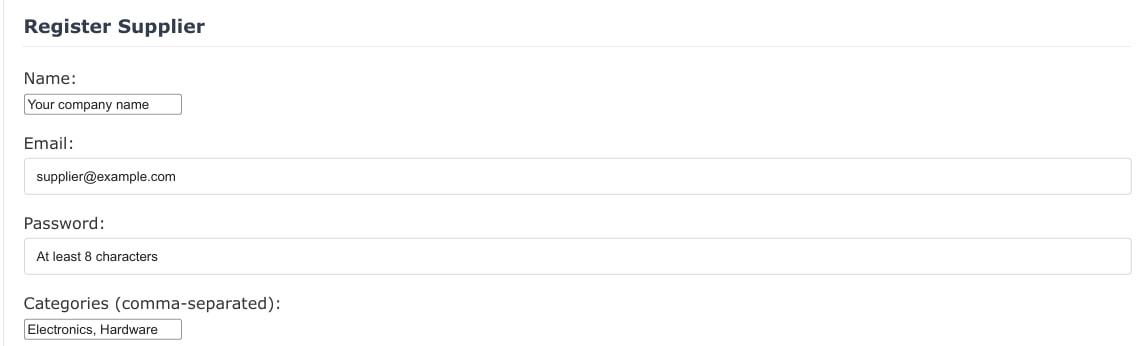 Register Supplier
Name:
Your company name
Email:
supplier@example.com
Password:
At least 8 characters
Categories (comma-separated):
Electronics, Hardware